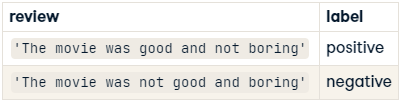 review label
'The movie was good and not boring' positive
'The movie was not good and boring' negative